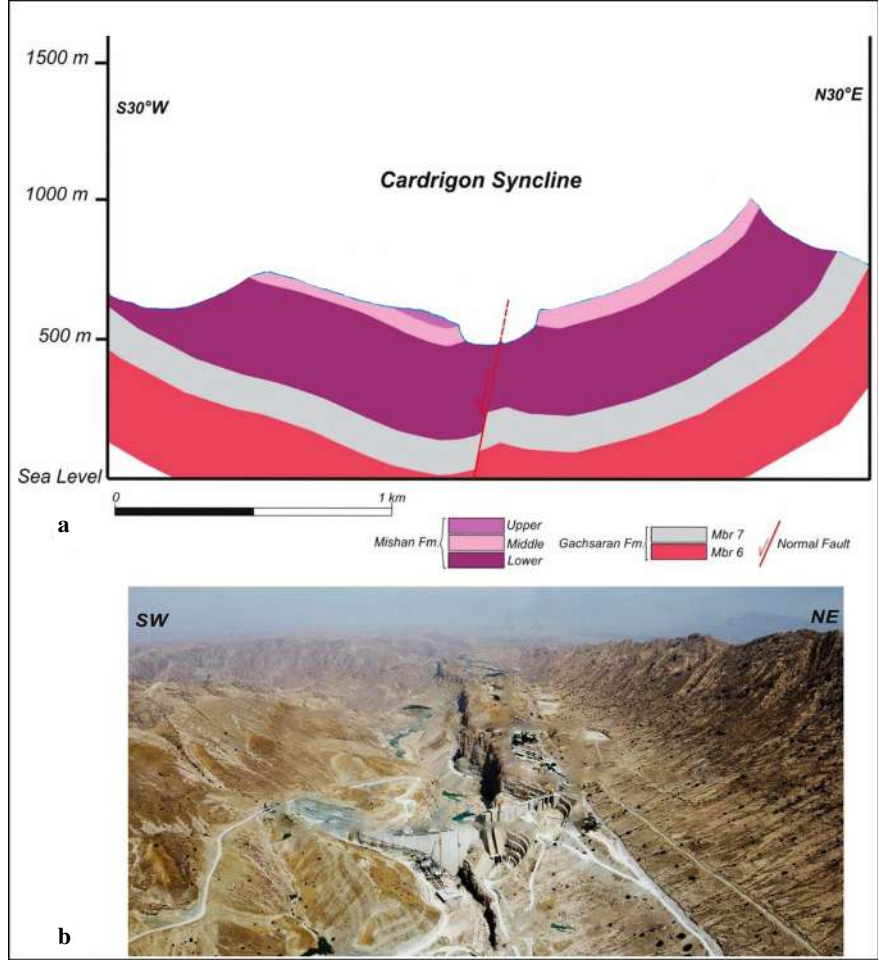 1500 m
S30°W
N30°E
1000 m
Cardrigon Syncline
500 m
Sea Level
0
1 km
a
Mishan Fm.
Upper
Middle
Lower
Gachsaran Fm.
Mbr 7
Mbr 6
Normal Fault
SW
NE
b